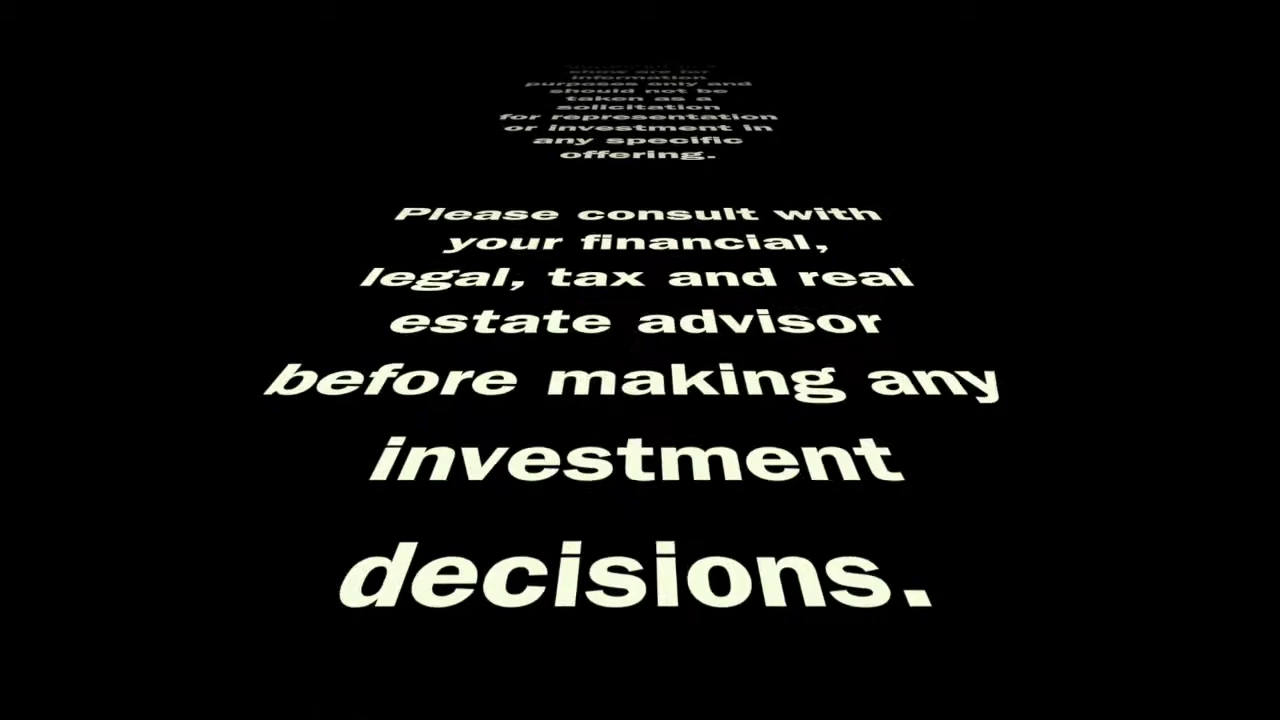 show are for
information
purposes only and
should not be
taken as a
solicitation
for representation
or investment in
any specific
offering.
Please consult with
your financial,
legal, tax and real
estate advisor
before making any
investment
decisions.